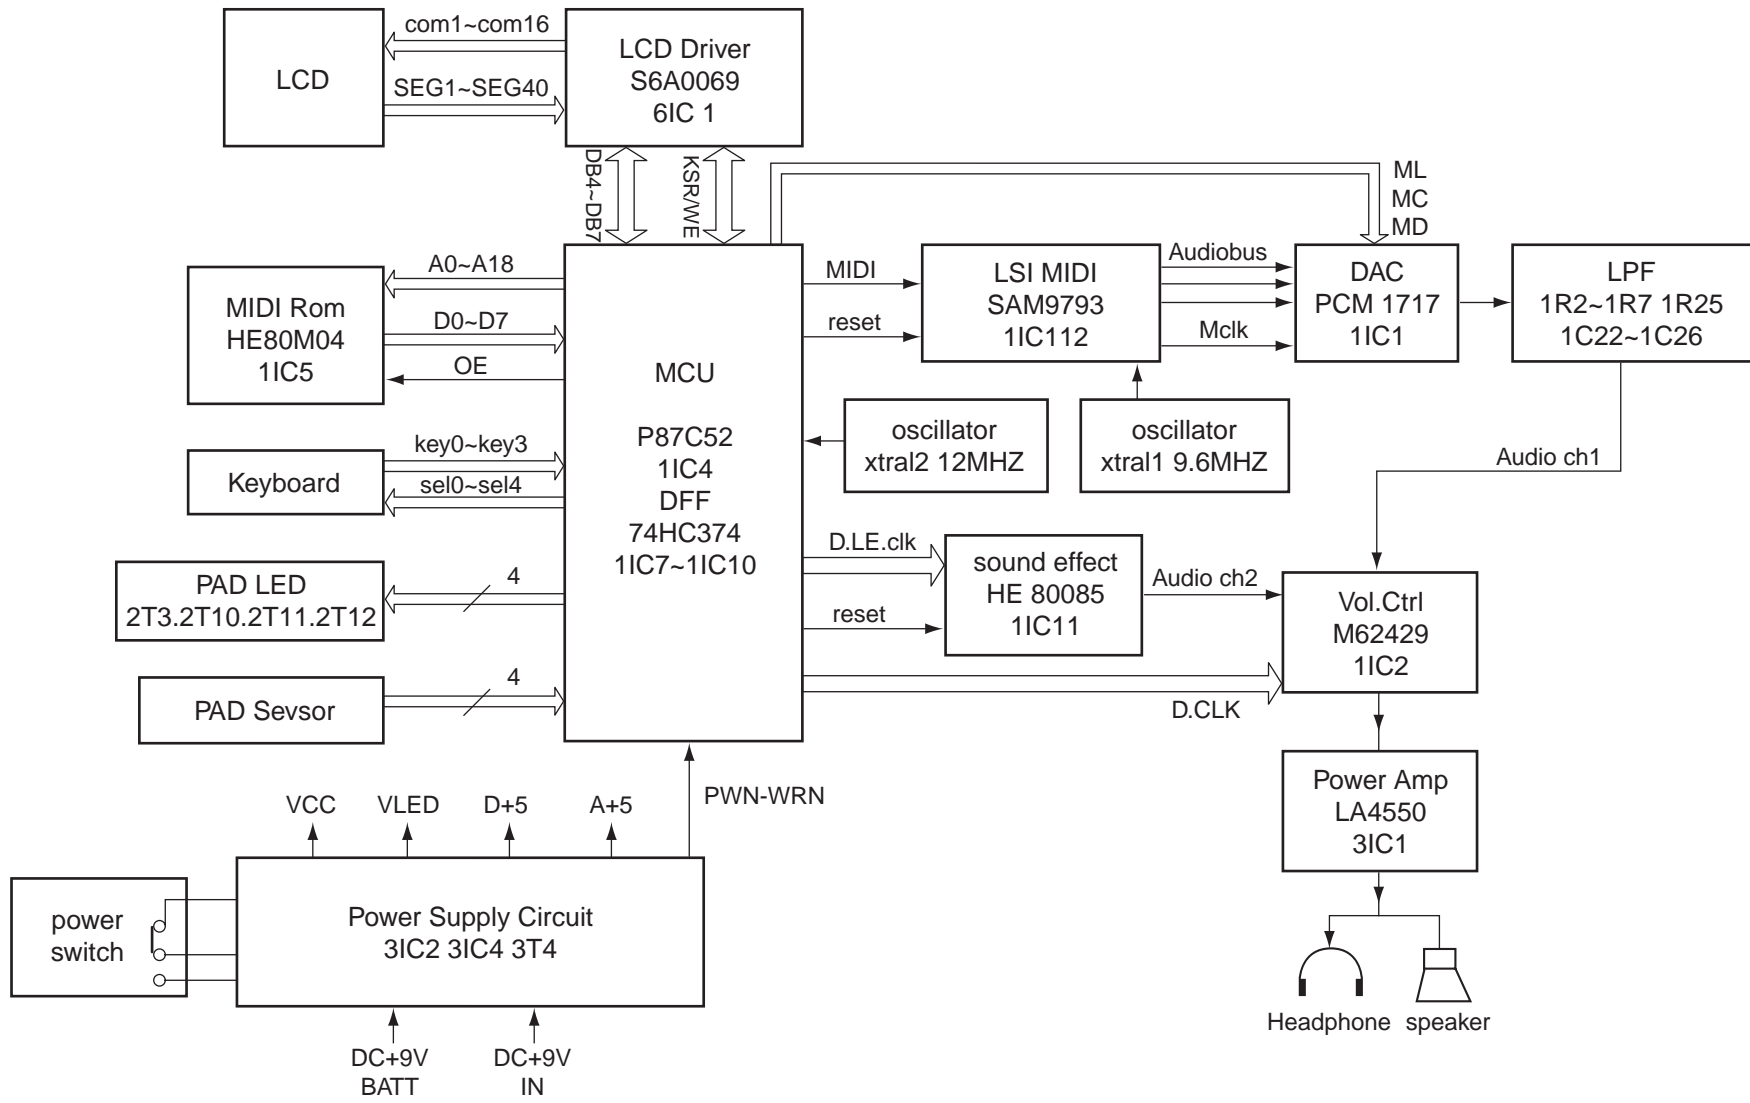 com1~com16
LCD
SEG1~SEG40
LCD Driver
S6A0069
6IC 1
DB4~DB7
KSR/WE
ML
MC
MD
MIDI Rom
HE80M04
1IC5
A0~A18
D0~D7
OE
MCU
P87C52
1IC4
DFF
74HC374
1IC7~1IC10
MIDI
reset
LSI MIDI
SAM9793
1IC112
Audiobus
Mclk
DAC
PCM 1717
1IC1
LPF
1R2~1R7 1R25
1C22~1C26
oscillator
xtral2 12MHZ
oscillator
xtral1 9.6MHZ
Audio ch1
Keyboard
key0~key3
sel0~sel4
PAD LED
2T3.2T10.2T11.2T12
4
PAD Sevsor
4
D.LE.clk
reset
sound effect
HE 80085
1IC11
Audio ch2
Vol.Ctrl
M62429
1IC2
D.CLK
Power Amp
LA4550
3IC1
Headphone
speaker
VCC
VLED
D+5
A+5
PWN-WRN
power
switch
Power Supply Circuit
3IC2 3IC4 3T4
DC+9V
BATT
DC+9V
IN